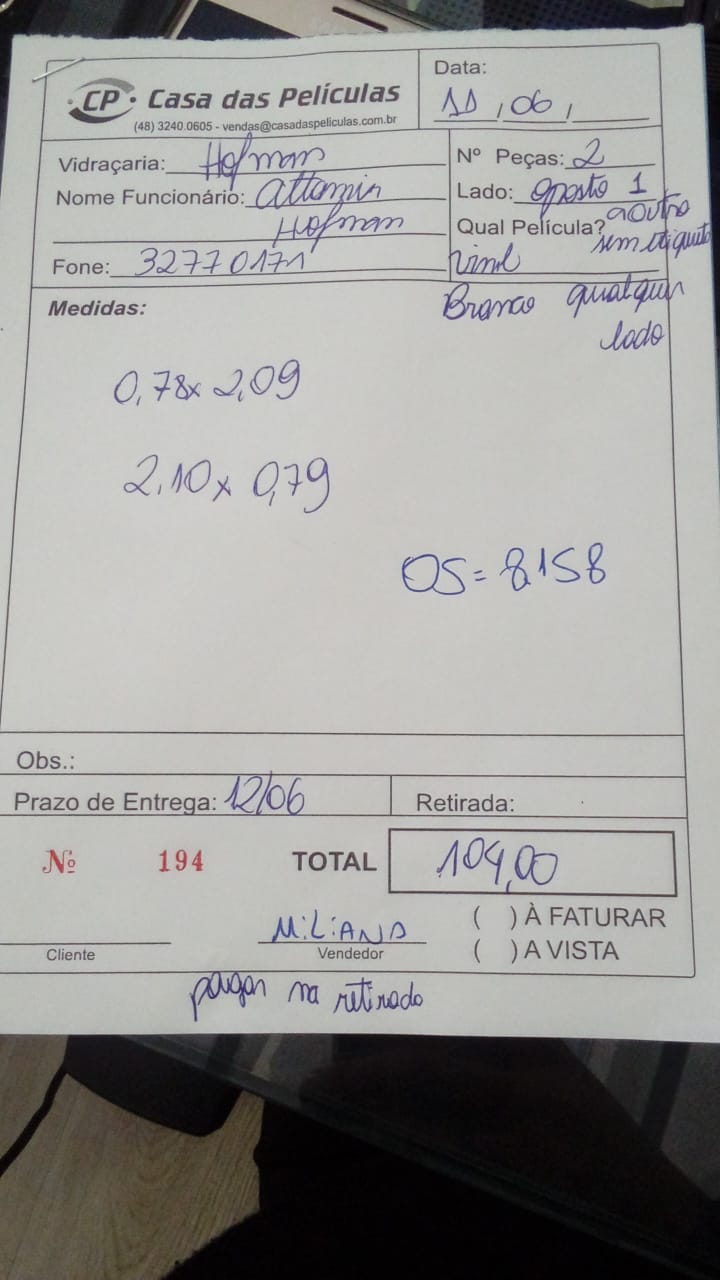 CP Casa das Películas
(48) 3240.0605 - vendas@casadaspeliculas.com.br
Data:
11, 06,
Vidraçaria: Hofman
Nome Funcionário: Altamir
Hofman
Fone: 32770171
Nº Peças: 2
Lado: oposto 1
Qual Película? aoutro
sem etiqueta
Vinil
Branco qualquer
lado
Medidas:
0,78x 2,09
2,10x 0,79
OS= 8158
Obs.:
Prazo de Entrega: 12/06
Retirada:
Nº 194
TOTAL 104,00
( ) À FATURAR
( ) A VISTA
Cliente
MiLiANA
Vendedor
pagar na retirada